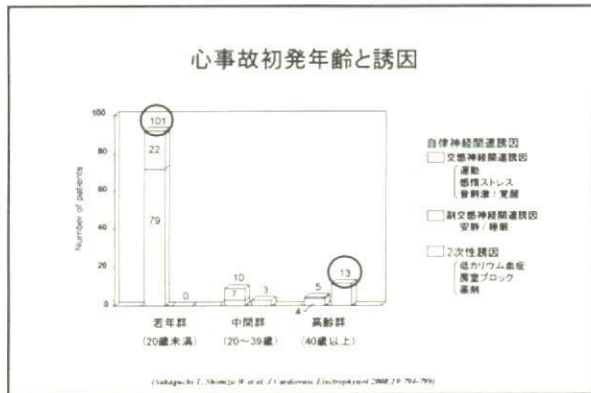 心事故初発年齢と誘因
Number of patients
100
80
60
40
20
0
101
22
79
0
10
7
3
5
4
13
若年群
(20歳未満)
中間群
(20〜39歳)
高齢群
(40歳以上)
自律神経関連誘因
交感神経関連誘因
運動
感情ストレス
音刺激 / 覚醒
副交感神経関連誘因
安静 / 睡眠
2次性誘因
低カリウム血症
房室ブロック
薬剤
(Sakaguchi T, Shimizu W et al. J Cardiovasc Electrophysiol 2008;19:794-799)